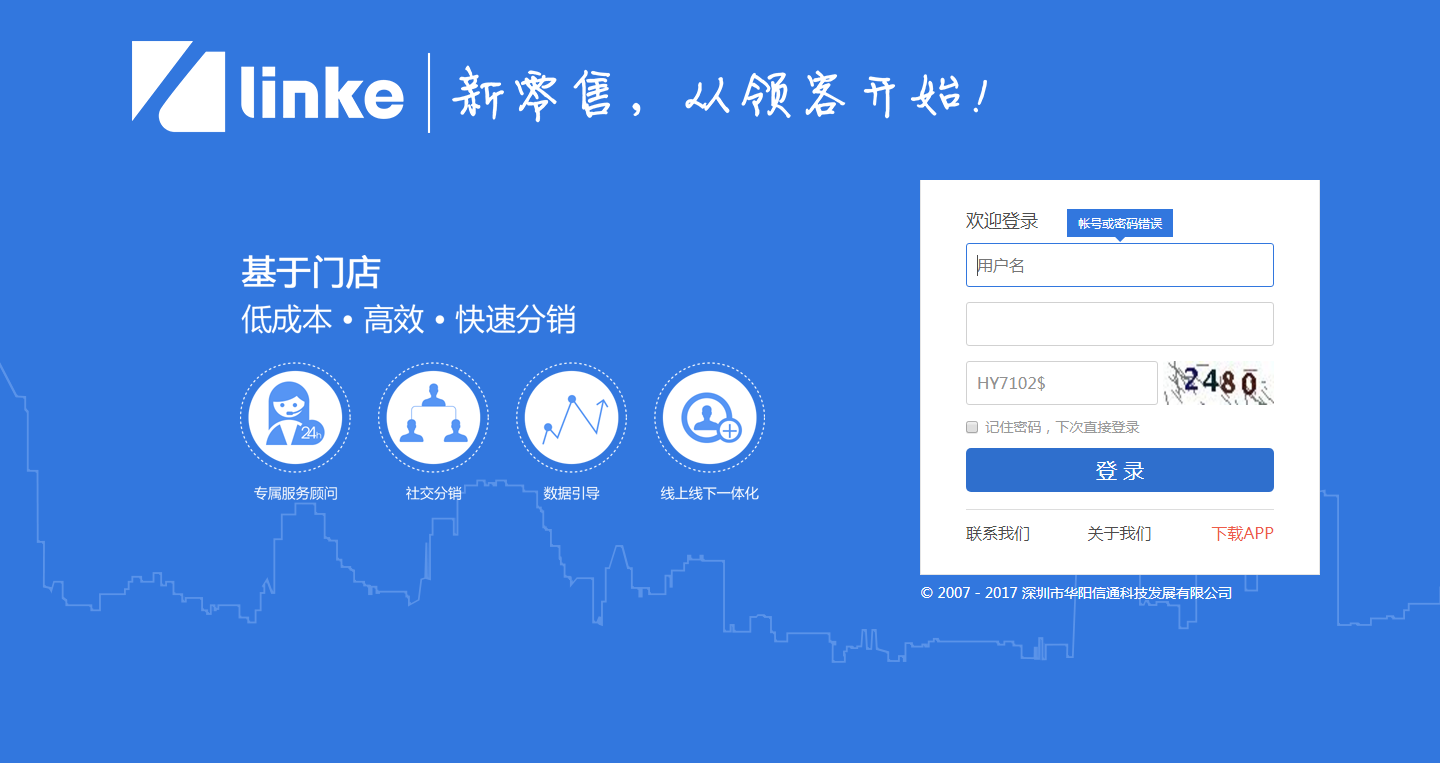 linke
新零售，从领客开始！
欢迎登录
帐号或密码错误
用户名
HY7102$
2480
记住密码，下次直接登录
登 录
联系我们 关于我们 下载APP
© 2007 - 2017 深圳市华阳信通科技发展有限公司
基于门店
低成本 • 高效 • 快速分销
24h
专属服务顾问 社交分销 数据引导 线上线下一体化